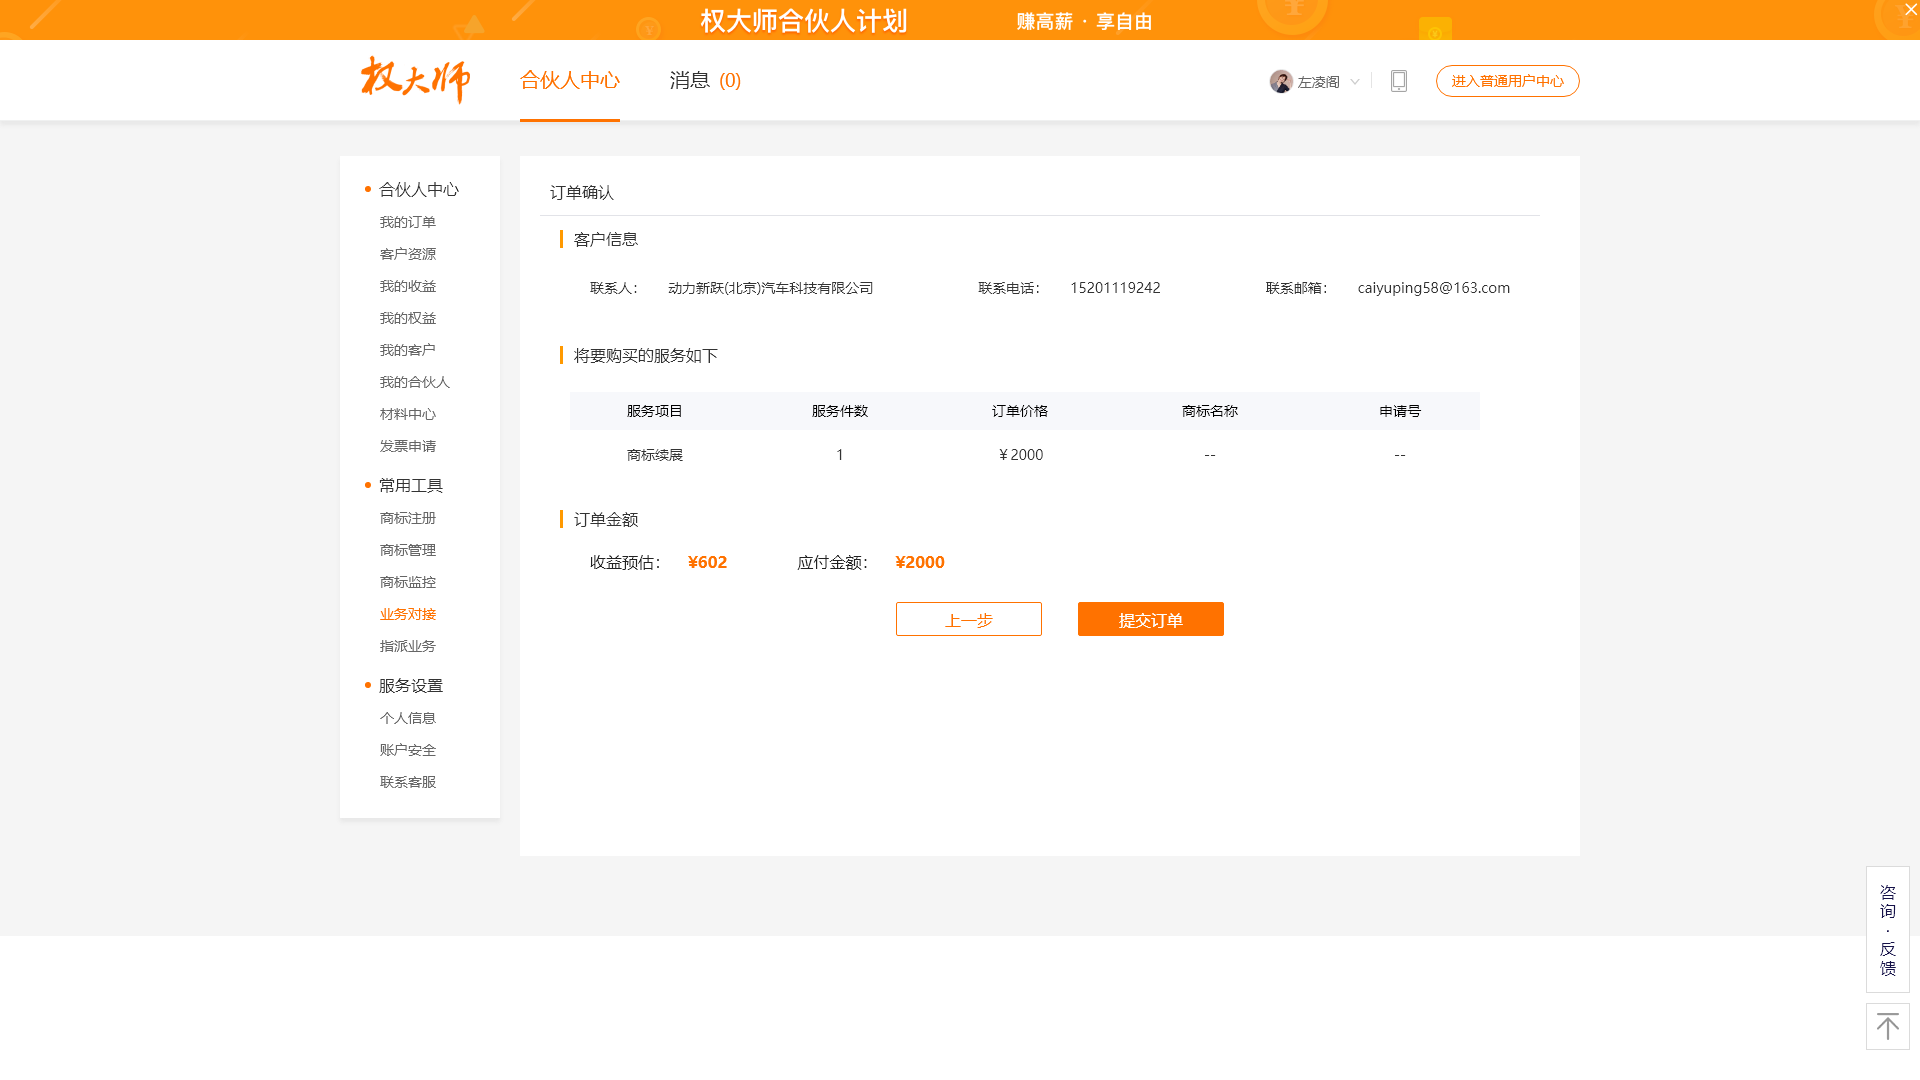 权大师合伙人计划 赚高薪 · 享自由
权大师 合伙人中心 消息 (0) 左凌阁 进入普通用户中心
合伙人中心
我的订单
客户资源
我的收益
我的权益
我的客户
我的合伙人
材料中心
发票申请
常用工具
商标注册
商标管理
商标监控
业务对接
指派业务
服务设置
个人信息
账户安全
联系客服
订单确认
客户信息
联系人: 动力新跃(北京)汽车科技有限公司 联系电话: 15201119242 联系邮箱: caiyuping58@163.com
将要购买的服务如下
服务项目 服务件数 订单价格 商标名称 申请号
商标续展 1 ¥2000 -- --
订单金额
收益预估: ¥602 应付金额: ¥2000
上一步 提交订单
咨
询
·
反
馈